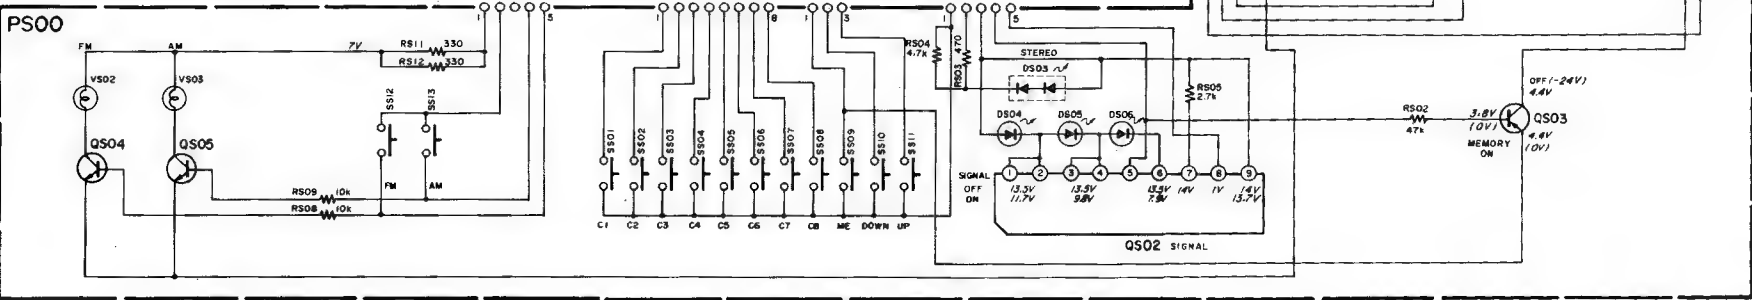 PS00
1 5
1 8
1 3
1 5
FM AM 7V
RS11 330
RS12 330
VS02 VS03
SS12 SS13
QS04 QS05
RS09 10k
RS08 10k
FM AM
SS01 SS02 SS03 SS04 SS05 SS06 SS07 SS08 SS09 SS10 SS11
C1 C2 C3 C4 C5 C6 C7 C8 ME DOWN UP
RS04 4.7k
RS03 470
STEREO
DS03
DS04 DS05 DS06
RS05 2.7k
SIGNAL 1 2 3 4 5 6 7 8 9
OFF 13.5V 13.5V 13.5V 14V 1V 14V
ON 11.7V 9.8V 7.9V 13.7V
QS02 SIGNAL
RS02 47k
OFF (-24V)
4.4V
3.8V
(0V)
QS03
4.4V
(0V)
MEMORY
ON